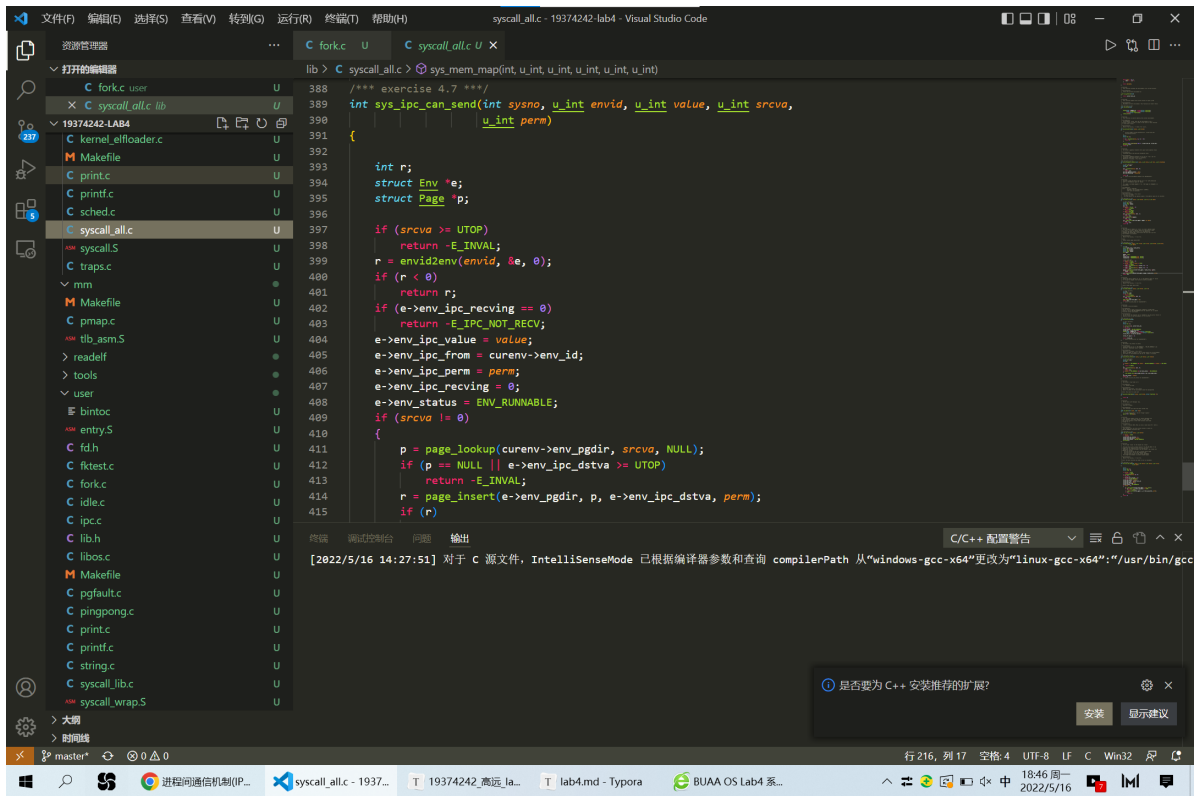 文件(F) 编辑(E) 选择(S) 查看(V) 转到(G) 运行(R) 终端(T) 帮助(H) syscall_all.c - 19374242-lab4 - Visual Studio Code
资源管理器 ···
打开的编辑器
C fork.c user U
C syscall_all.c lib U
19374242-LAB4
C kernel_elfloader.c U
M Makefile U
C print.c U
C printf.c U
C sched.c U
C syscall_all.c U
ASM syscall.S U
C traps.c U
mm
M Makefile U
C pmap.c U
ASM tlb_asm.S U
readelf
tools
user
bintoc U
ASM entry.S U
C fd.h U
C fktest.c U
C fork.c U
C idle.c U
C ipc.c U
C lib.h U
C libos.c U
M Makefile U
C pgfault.c U
C pingpong.c U
C print.c U
C printf.c U
C string.c U
C syscall_lib.c U
ASM syscall_wrap.S U
大纲
时间线
237
5
C fork.c U C syscall_all.c U
lib > C syscall_all.c > sys_mem_map(int, u_int, u_int, u_int, u_int, u_int)
388 /*** exercise 4.7 ***/
389 int sys_ipc_can_send(int sysno, u_int envid, u_int value, u_int srcva,
390 u_int perm)
391 {
392
393 int r;
394 struct Env *e;
395 struct Page *p;
396
397 if (srcva >= UTOP)
398 return -E_INVAL;
399 r = envid2env(envid, &e, 0);
400 if (r < 0)
401 return r;
402 if (e->env_ipc_recving == 0)
403 return -E_IPC_NOT_RECV;
404 e->env_ipc_value = value;
405 e->env_ipc_from = curenv->env_id;
406 e->env_ipc_perm = perm;
407 e->env_ipc_recving = 0;
408 e->env_status = ENV_RUNNABLE;
409 if (srcva != 0)
410 {
411 p = page_lookup(curenv->env_pgdir, srcva, NULL);
412 if (p == NULL || e->env_ipc_dstva >= UTOP)
413 return -E_INVAL;
414 r = page_insert(e->env_pgdir, p, e->env_ipc_dstva, perm);
415 if (r)
终端 调试控制台 问题 输出 C/C++ 配置警告
[2022/5/16 14:27:51] 对于 C 源文件，IntelliSenseMode 已根据编译器参数和查询 compilerPath 从“windows-gcc-x64”更改为“linux-gcc-x64”:“/usr/bin/gcc
是否要为 C++ 安装推荐的扩展?
安装 显示建议
master* 0 0 行 216，列 17 空格: 4 UTF-8 LF C Win32
进程间通信机制(IP... syscall_all.c - 1937... T 19374242_高远_la... T lab4.md - Typora BUAA OS Lab4 系... 中 18:46 周一 7
2022/5/16